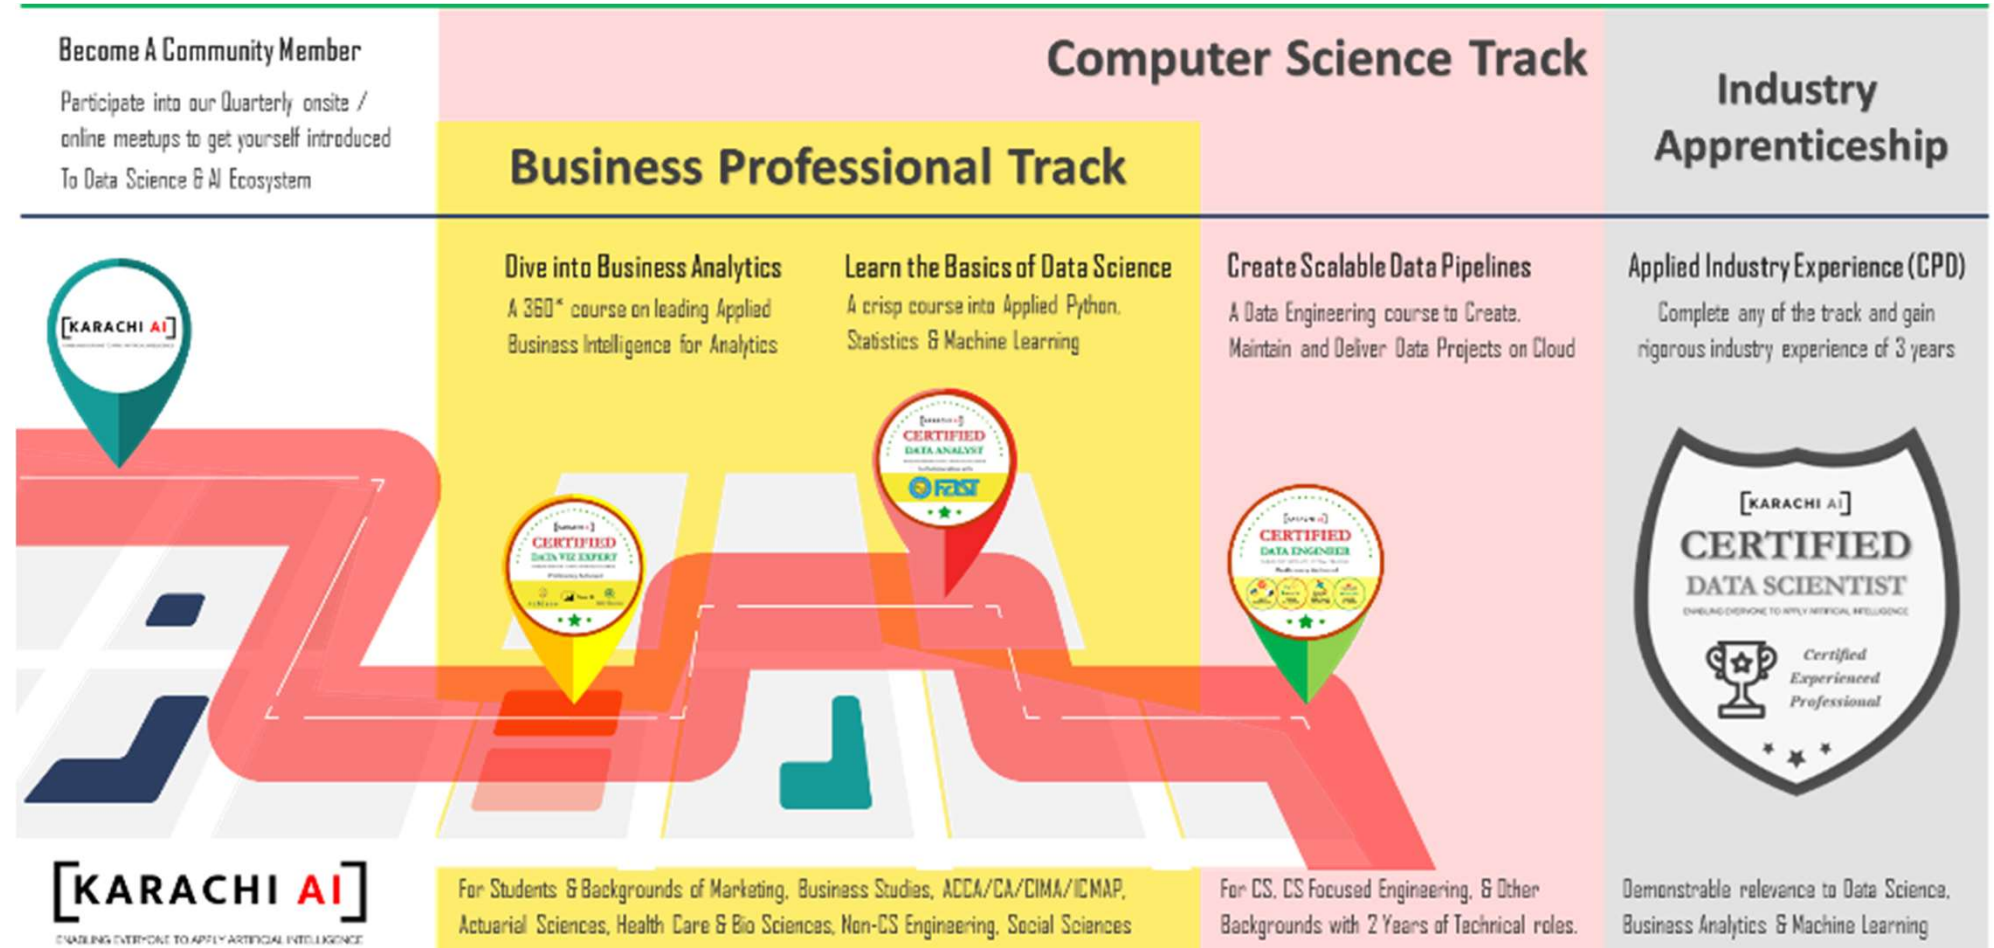 Become A Community Member
Participate into our Quarterly onsite /
online meetups to get yourself introduced
To Data Science & AI Ecosystem
Computer Science Track
Business Professional Track
Industry
Apprenticeship
Dive into Business Analytics
A 360* course on leading Applied
Business Intelligence for Analytics
Learn the Basics of Data Science
A crisp course into Applied Python,
Statistics & Machine Learning
Create Scalable Data Pipelines
A Data Engineering course to Create,
Maintain and Deliver Data Projects on Cloud
Applied Industry Experience (CPD)
Complete any of the track and gain
rigorous industry experience of 3 years
[KARACHI AI]
CERTIFIED
DATA VIZ EXPERT
CERTIFIED
DATA ANALYST
FAST
CERTIFIED
DATA ENGINEER
[KARACHI AI]
CERTIFIED
DATA SCIENTIST
ENABLING EVERYONE TO APPLY ARTIFICIAL INTELLIGENCE
Certified
Experienced
Professional
[KARACHI AI]
ENABLING EVERYONE TO APPLY ARTIFICIAL INTELLIGENCE
For Students & Backgrounds of Marketing, Business Studies, ACCA/CA/CIMA/ICMAP,
Actuarial Sciences, Health Care & Bio Sciences, Non-CS Engineering, Social Sciences
For CS, CS Focused Engineering, & Other
Backgrounds with 2 Years of Technical roles.
Demonstrable relevance to Data Science,
Business Analytics & Machine Learning